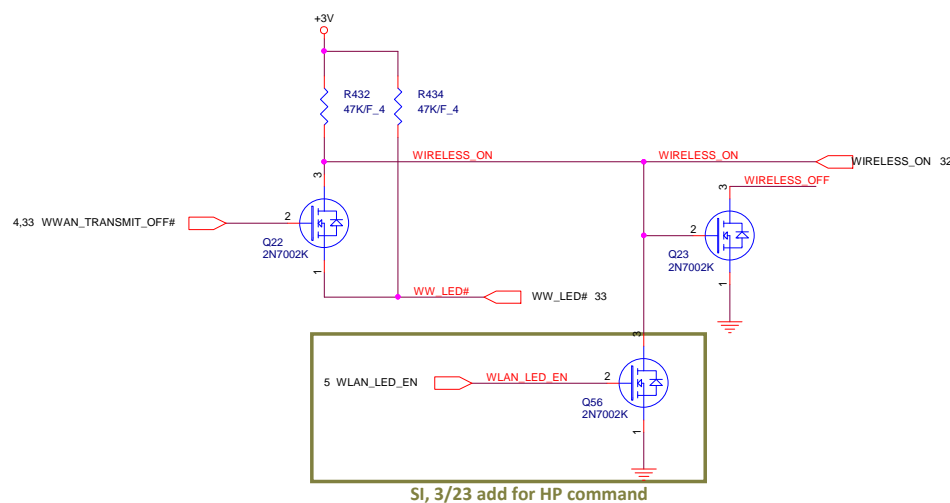 +3V
R432
47K/F_4
R434
47K/F_4
WIRELESS_ON
WIRELESS_ON
WIRELESS_ON 32
WIRELESS_OFF
3
3
4,33 WWAN_TRANSMIT_OFF#
2
Q22
2N7002K
1
2
Q23
2N7002K
1
WW_LED#
WW_LED# 33
3
5 WLAN_LED_EN
WLAN_LED_EN
2
Q56
2N7002K
1
SI, 3/23 add for HP command